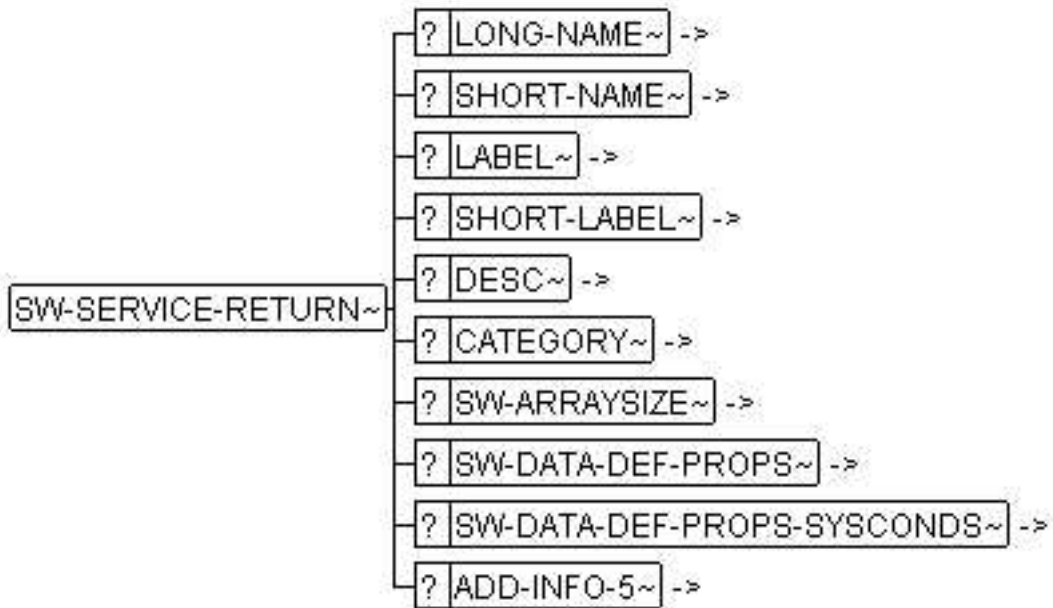 ? LONG-NAME~ ->
? SHORT-NAME~ ->
? LABEL~ ->
? SHORT-LABEL~ ->
? DESC~ ->
SW-SERVICE-RETURN~
? CATEGORY~ ->
? SW-ARRAYSIZE~ ->
? SW-DATA-DEF-PROPS~ ->
? SW-DATA-DEF-PROPS-SYSCONDS~ ->
? ADD-INFO-5~ ->